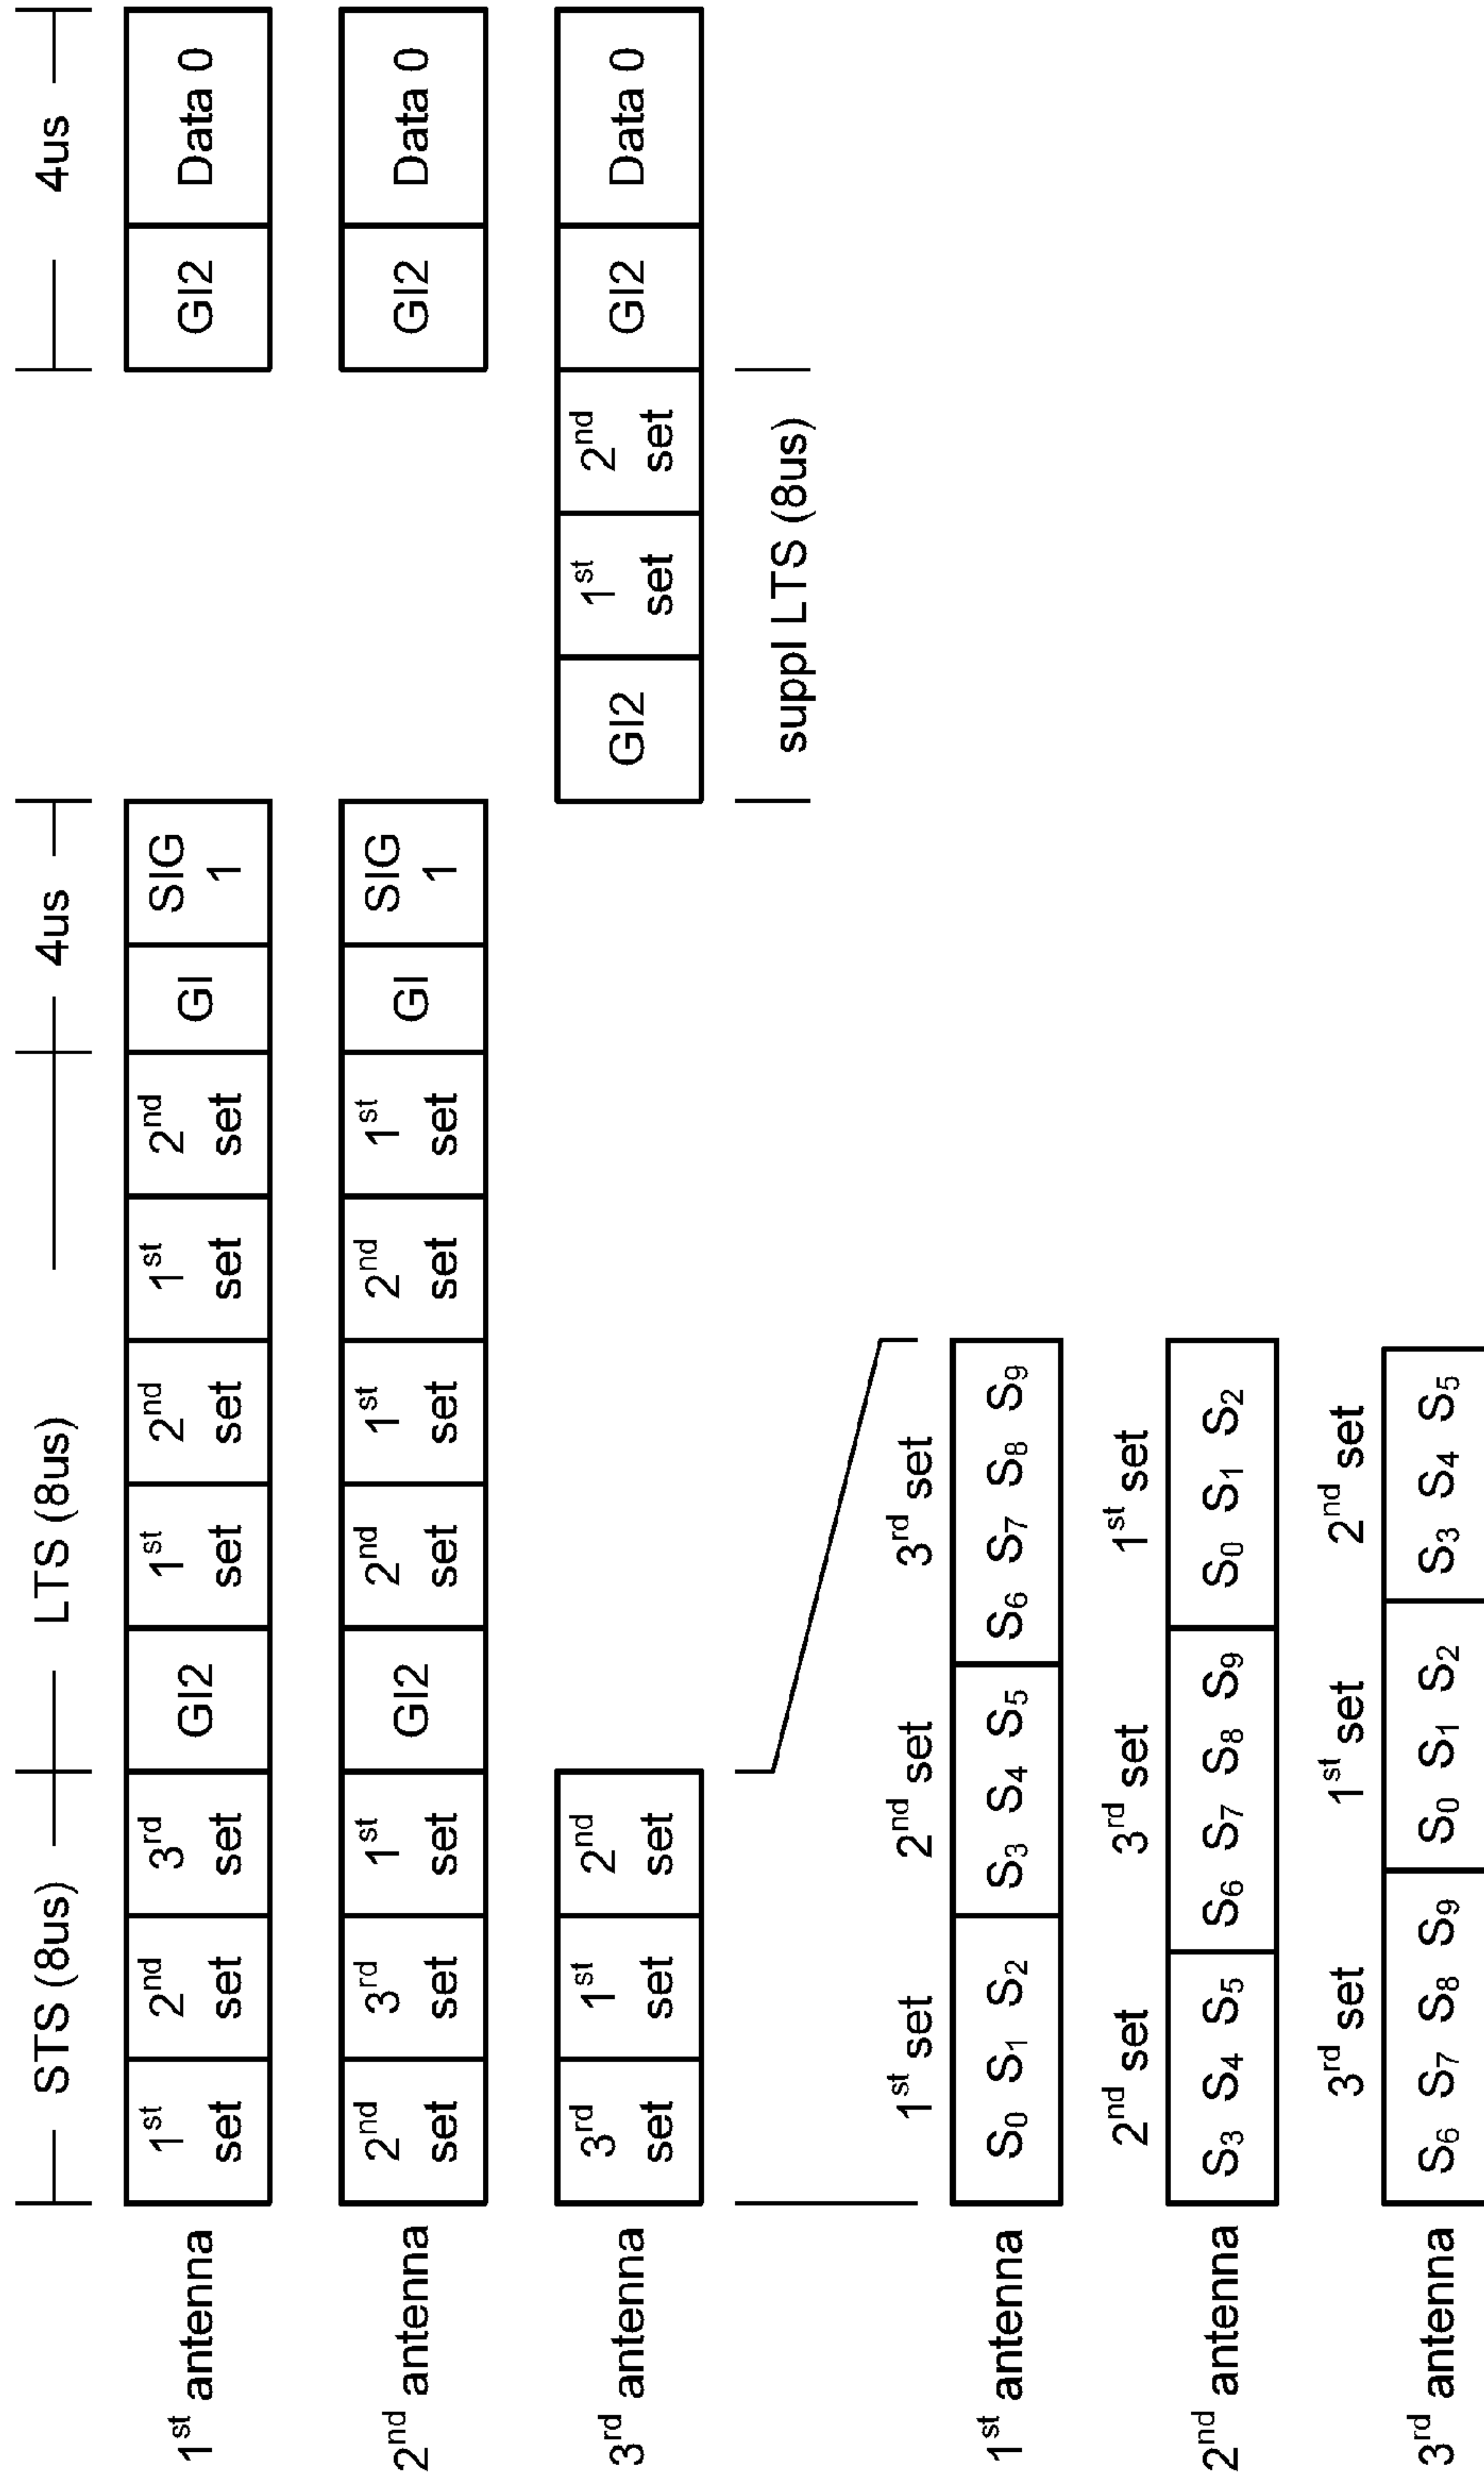 STS (8us) LTS (8us) 4us 4us
1st antenna
1st set 2nd set 3rd set GI2 1st set 2nd set 1st set 2nd set GI SIG 1 GI2 Data 0
2nd antenna
2nd set 3rd set 1st set GI2 2nd set 1st set 2nd set 1st set GI SIG 1 GI2 Data 0
3rd antenna
3rd set 1st set 2nd set GI2 1st set 2nd set GI2 Data 0
suppl LTS (8us)
1st set 2nd set 3rd set
1st antenna S0 S1 S2 S3 S4 S5 S6 S7 S8 S9
2nd set 3rd set 1st set
2nd antenna S3 S4 S5 S6 S7 S8 S9 S0 S1 S2
3rd set 1st set 2nd set
3rd antenna S6 S7 S8 S9 S0 S1 S2 S3 S4 S5